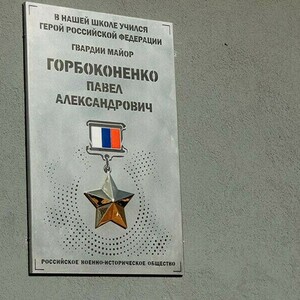 В НАШЕЙ ШКОЛЕ УЧИЛСЯ
ГЕРОЙ РОССИЙСКОЙ ФЕДЕРАЦИИ
ГВАРДИИ МАЙОР
ГОРБОКОНЕНКО
ПАВЕЛ
АЛЕКСАНДРОВИЧ
РОССИЙСКОЕ ВОЕННО-ИСТОРИЧЕСКОЕ ОБЩЕСТВО